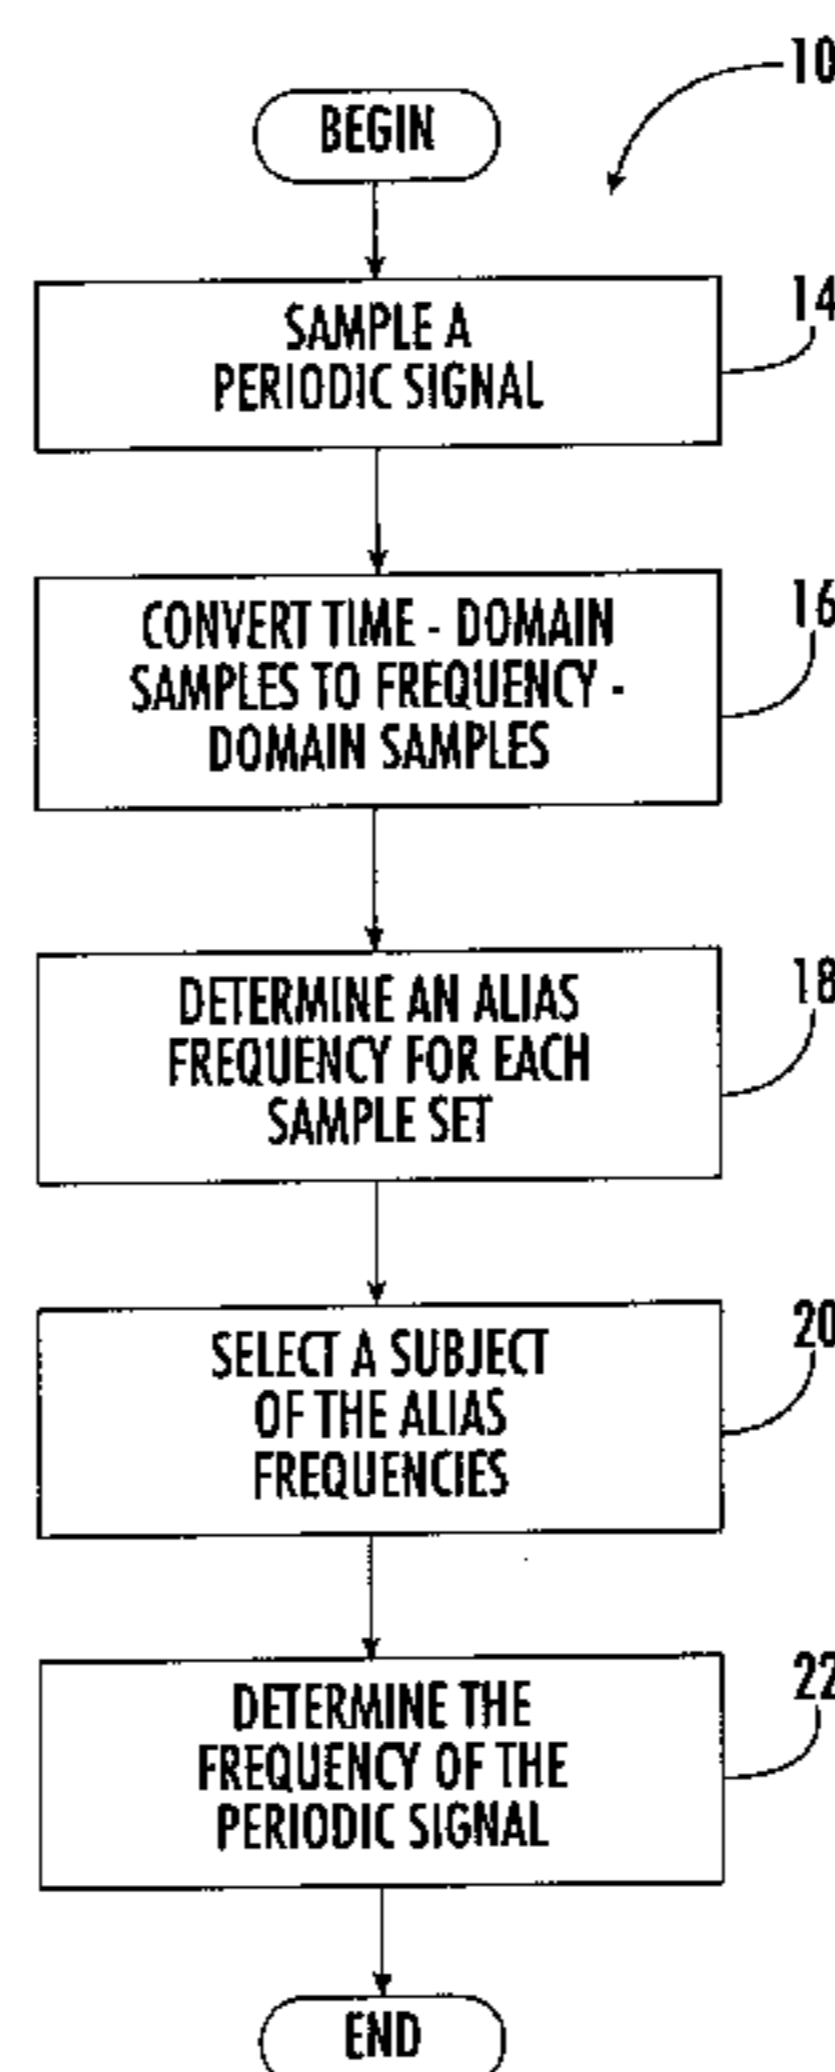 10
BEGIN
14
SAMPLE A
PERIODIC SIGNAL
16
CONVERT TIME - DOMAIN
SAMPLES TO FREQUENCY -
DOMAIN SAMPLES
18
DETERMINE AN ALIAS
FREQUENCY FOR EACH
SAMPLE SET
20
SELECT A SUBJECT
OF THE ALIAS
FREQUENCIES
22
DETERMINE THE
FREQUENCY OF THE
PERIODIC SIGNAL
END